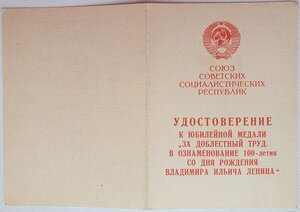 СОЮЗ
СОВЕТСКИХ
СОЦИАЛИСТИЧЕСКИХ
РЕСПУБЛИК
УДОСТОВЕРЕНИЕ
К ЮБИЛЕЙНОЙ МЕДАЛИ
„ЗА ДОБЛЕСТНЫЙ ТРУД.
В ОЗНАМЕНОВАНИЕ 100-летия
СО ДНЯ РОЖДЕНИЯ
ВЛАДИМИРА ИЛЬИЧА ЛЕНИНА“